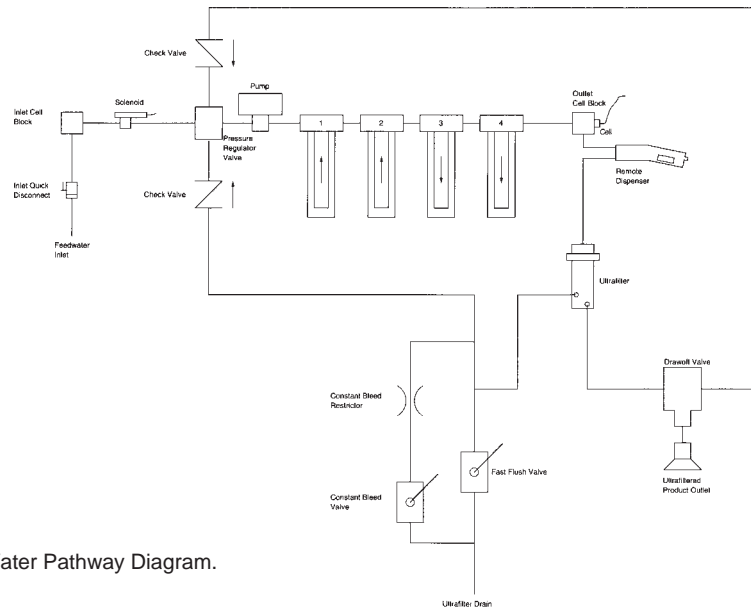 Check Valve
Pump
Solenoid
Inlet Cell
Block
Outlet
Cell Block
1
2
3
4
Cell
Pressure
Regulator
Valve
Remote
Dispenser
Inlet Quick
Disconnect
Check Valve
Feedwater
Inlet
Ultrafilter
Drawoff Valve
Constant Bleed
Restrictor
Fast Flush Valve
Ultrafiltered
Product Outlet
Constant Bleed
Valve
ater Pathway Diagram.
Ultrafilter Drain